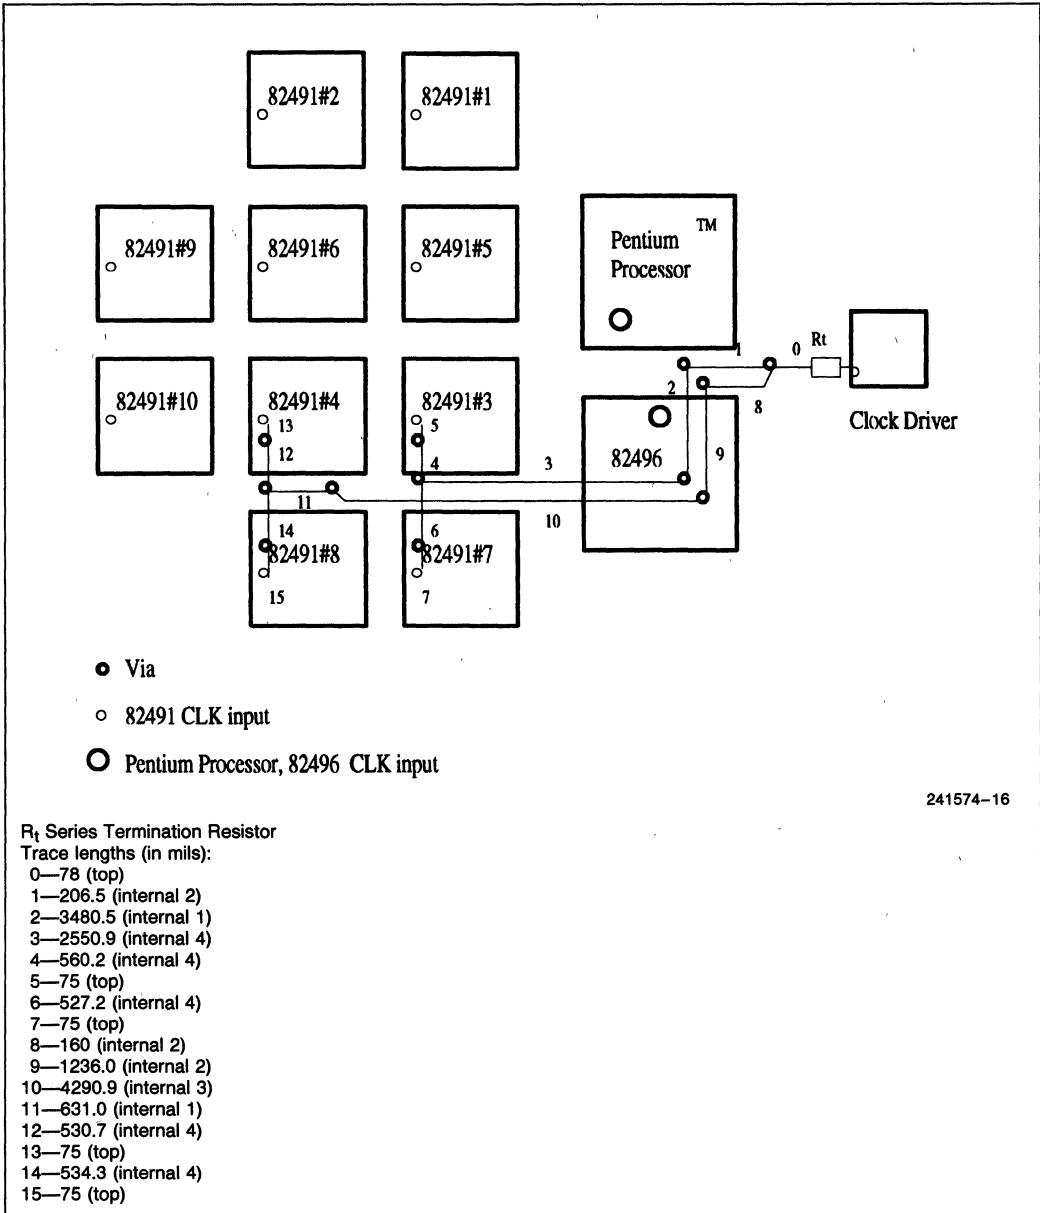 82491#2
82491#1
82491#9
82491#6
82491#5
Pentium TM
Processor
1
0
Rt
2
8
Clock Driver
82491#10
82491#4
13
12
82491#3
5
4
3
82496
9
11
10
14
82491#8
15
6
82491#7
7
Via
82491 CLK input
Pentium Processor, 82496 CLK input
241574–16
Rt Series Termination Resistor
Trace lengths (in mils):
0—78 (top)
1—206.5 (internal 2)
2—3480.5 (internal 1)
3—2550.9 (internal 4)
4—560.2 (internal 4)
5—75 (top)
6—527.2 (internal 4)
7—75 (top)
8—160 (internal 2)
9—1236.0 (internal 2)
10—4290.9 (internal 3)
11—631.0 (internal 1)
12—530.7 (internal 4)
13—75 (top)
14—534.3 (internal 4)
15—75 (top)